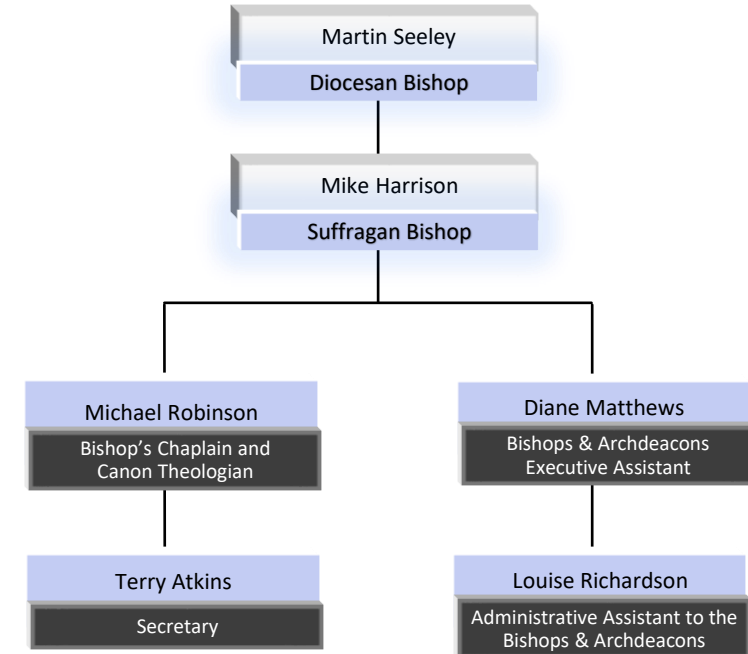 Martin Seeley
Diocesan Bishop
Mike Harrison
Suffragan Bishop
Michael Robinson
Bishop’s Chaplain and
Canon Theologian
Diane Matthews
Bishops & Archdeacons
Executive Assistant
Terry Atkins
Secretary
Louise Richardson
Administrative Assistant to the
Bishops & Archdeacons